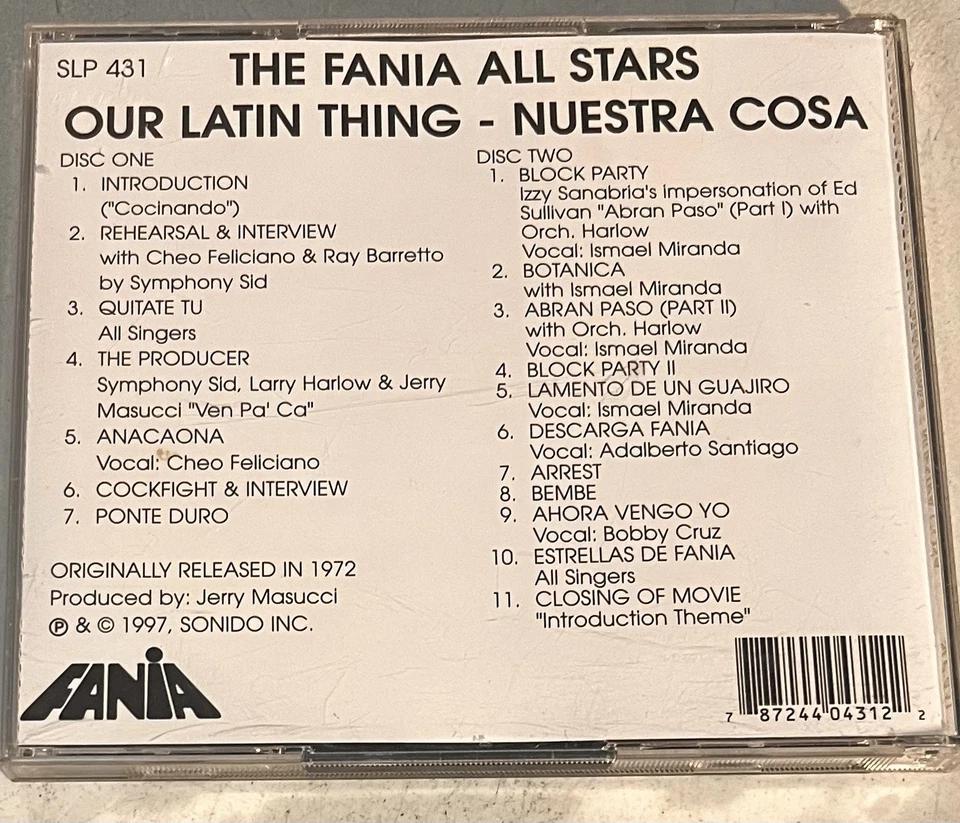 SLP 431
THE FANIA ALL STARS
OUR LATIN THING - NUESTRA COSA
DISC ONE
1. INTRODUCTION
("Cocinando")
2. REHEARSAL & INTERVIEW
with Cheo Feliciano & Ray Barretto
by Symphony Sid
3. QUITATE TU
All Singers
4. THE PRODUCER
Symphony Sid, Larry Harlow & Jerry
Masucci "Ven Pa' Ca"
5. ANACAONA
Vocal: Cheo Feliciano
6. COCKFIGHT & INTERVIEW
7. PONTE DURO
ORIGINALLY RELEASED IN 1972
Produced by: Jerry Masucci
℗ & © 1997, SONIDO INC.
FANIA
DISC TWO
1. BLOCK PARTY
Izzy Sanabria's impersonation of Ed
Sullivan "Abran Paso" (Part I) with
Orch. Harlow
Vocal: Ismael Miranda
2. BOTANICA
with Ismael Miranda
3. ABRAN PASO (PART II)
with Orch. Harlow
Vocal: Ismael Miranda
4. BLOCK PARTY II
5. LAMENTO DE UN GUAJIRO
Vocal: Ismael Miranda
6. DESCARGA FANIA
Vocal: Adalberto Santiago
7. ARREST
8. BEMBE
9. AHORA VENGO YO
Vocal: Bobby Cruz
10. ESTRELLAS DE FANIA
All Singers
11. CLOSING OF MOVIE
"Introduction Theme"
7 87244 04312 2